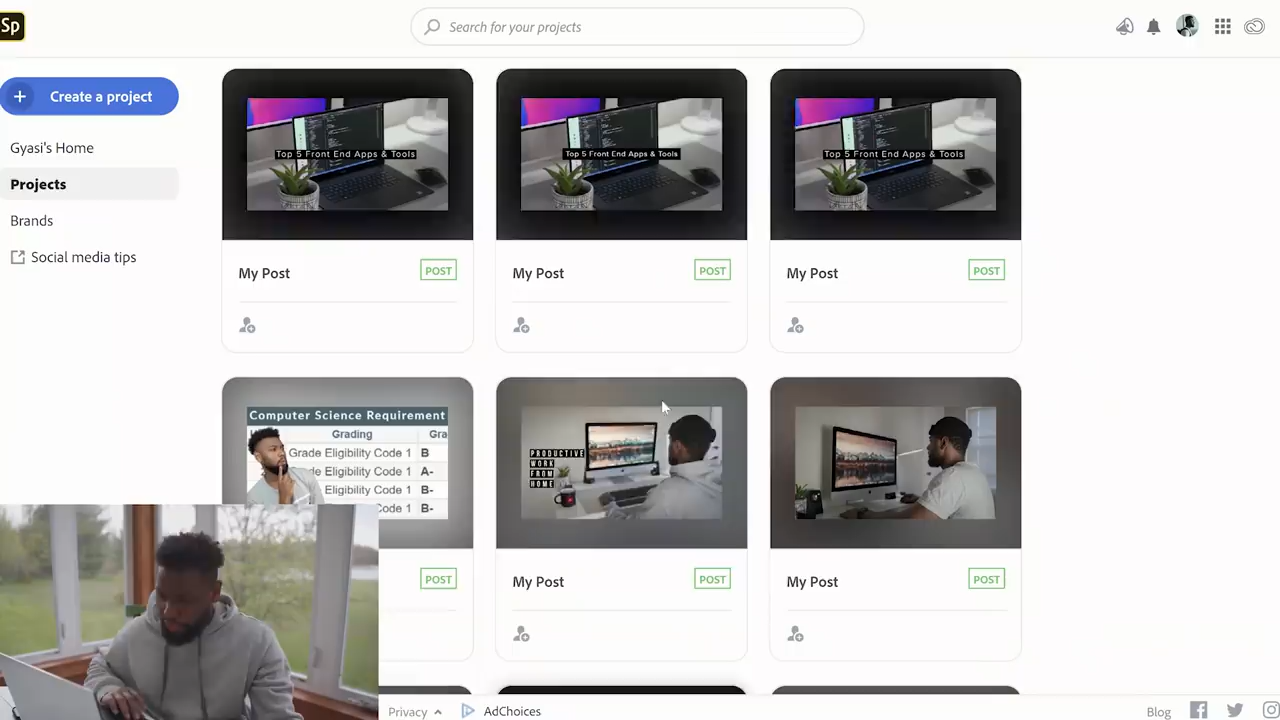 Sp
Search for your projects
+ Create a project
Gyasi's Home
Projects
Brands
Social media tips
Top 5 Front End Apps & Tools
Top 5 Front End Apps & Tools
Top 5 Front End Apps & Tools
My Post
POST
My Post
POST
My Post
POST
Computer Science Requirement
Grading
Gra
Grade Eligibility Code 1 B
de Eligibility Code 1 A-
Eligibility Code 1 B-
Eligibility Code 1 B-
PRODUCTIVE
WORK
FROM
HOME
POST
My Post
POST
My Post
POST
Privacy
AdChoices
Blog